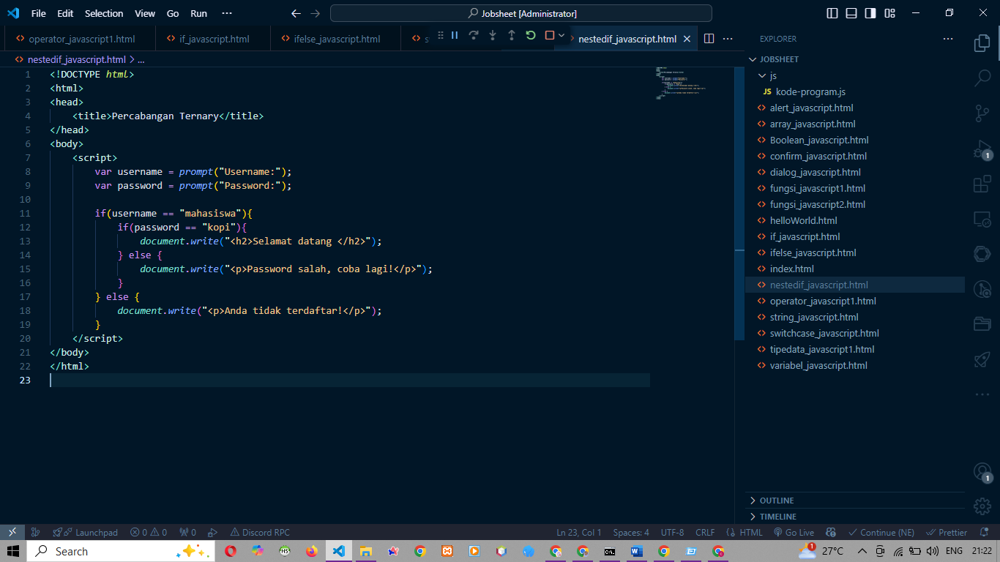 File Edit Selection View Go Run ··· Jobsheet [Administrator]
operator_javascript1.html if_javascript.html ifelse_javascript.html s nestedif_javascript.html
nestedif_javascript.html > ...
1 <!DOCTYPE html>
2 <html>
3 <head>
4 <title>Percabangan Ternary</title>
5 </head>
6 <body>
7 <script>
8 var username = prompt("Username:");
9 var password = prompt("Password:");
10
11 if(username == "mahasiswa"){
12 if(password == "kopi"){
13 document.write("<h2>Selamat datang </h2>");
14 } else {
15 document.write("<p>Password salah, coba lagi!</p>");
16 }
17 } else {
18 document.write("<p>Anda tidak terdaftar!</p>");
19 }
20 </script>
21 </body>
22 </html>
23
EXPLORER
JOBSHEET
js
JS kode-program.js
alert_javascript.html
array_javascript.html
Boolean_javascript.html
confirm_javascript.html
dialog_javascript.html
fungsi_javascript1.html
fungsi_javascript2.html
helloWorld.html
if_javascript.html
ifelse_javascript.html
index.html
nestedif_javascript.html
operator_javascript1.html
string_javascript.html
switchcase_javascript.html
tipedata_javascript1.html
variabel_javascript.html
OUTLINE
TIMELINE
1
1
Launchpad 0 0 0 Discord RPC Ln 23, Col 1 Spaces: 4 UTF-8 CRLF HTML Go Live Continue (NE) Prettier
Search HS 1 27°C ENG 21:22